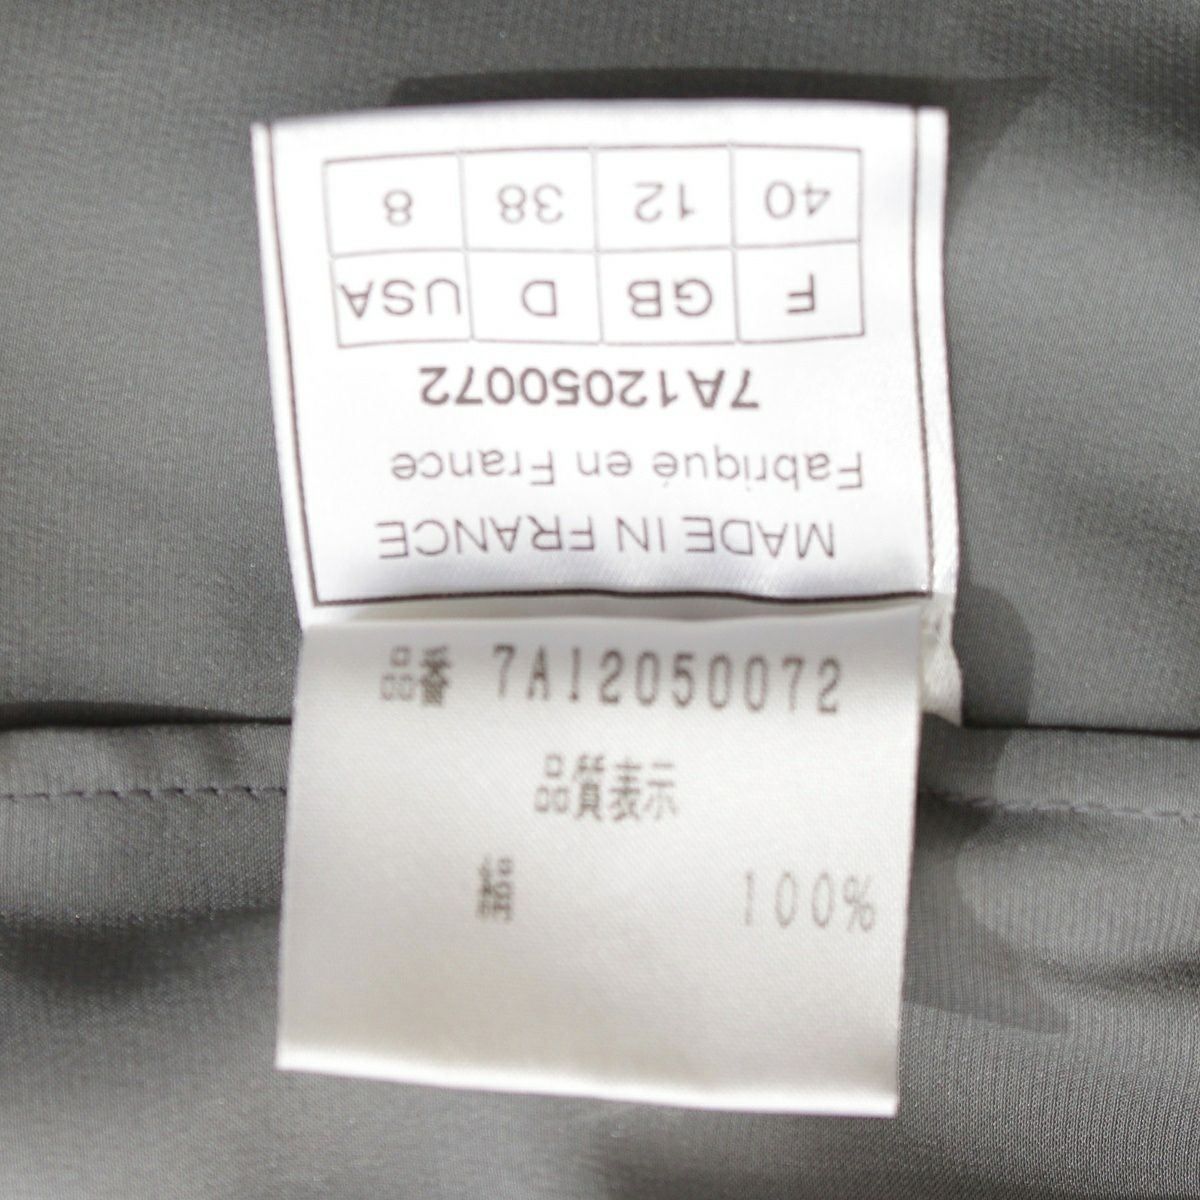 MADE IN FRANCE
Fabriqué en France
7A12050072
F GB D USA
40 12 38 8
品番 7A12050072
品質表示
100%